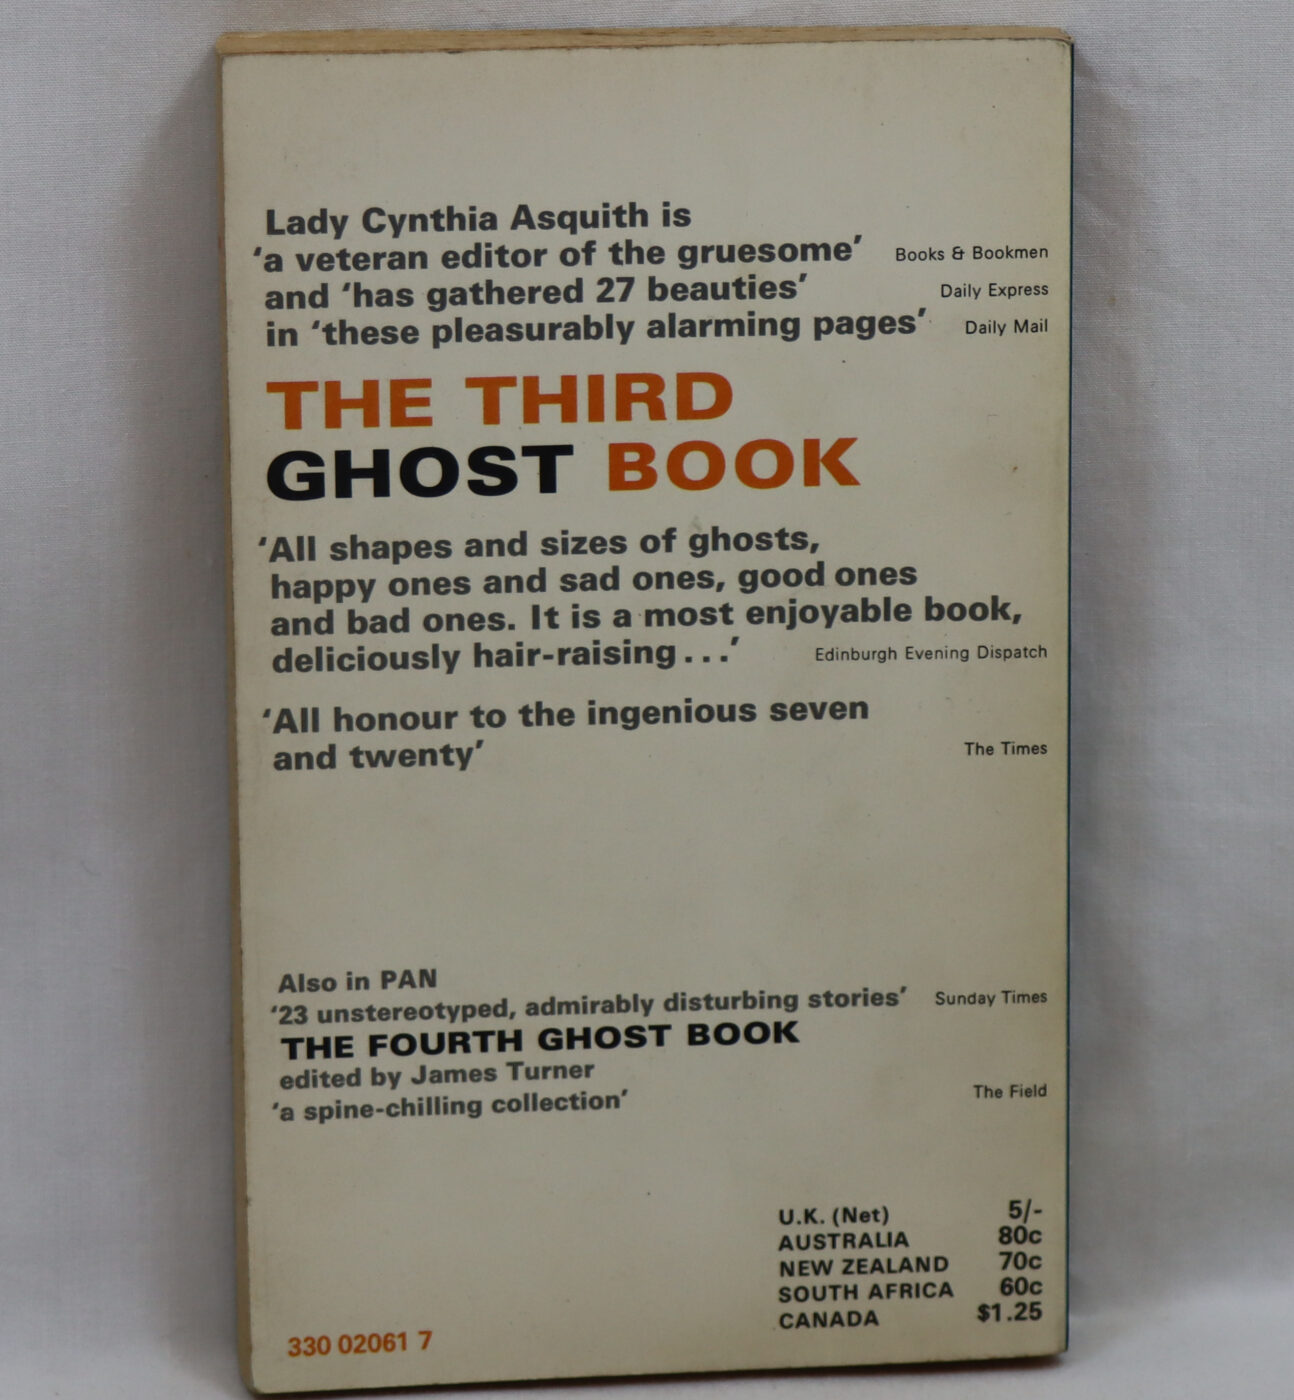 Lady Cynthia Asquith is
‘a veteran editor of the gruesome’ Books & Bookmen
and ‘has gathered 27 beauties’ Daily Express
in ‘these pleasurably alarming pages’ Daily Mail
THE THIRD
GHOST BOOK
‘All shapes and sizes of ghosts,
happy ones and sad ones, good ones
and bad ones. It is a most enjoyable book,
deliciously hair-raising . . .’ Edinburgh Evening Dispatch
‘All honour to the ingenious seven
and twenty’ The Times
Also in PAN
‘23 unstereotyped, admirably disturbing stories’ Sunday Times
THE FOURTH GHOST BOOK
edited by James Turner
‘a spine-chilling collection’ The Field
U.K. (Net) 5/-
AUSTRALIA 80c
NEW ZEALAND 70c
SOUTH AFRICA 60c
CANADA $1.25
330 02061 7